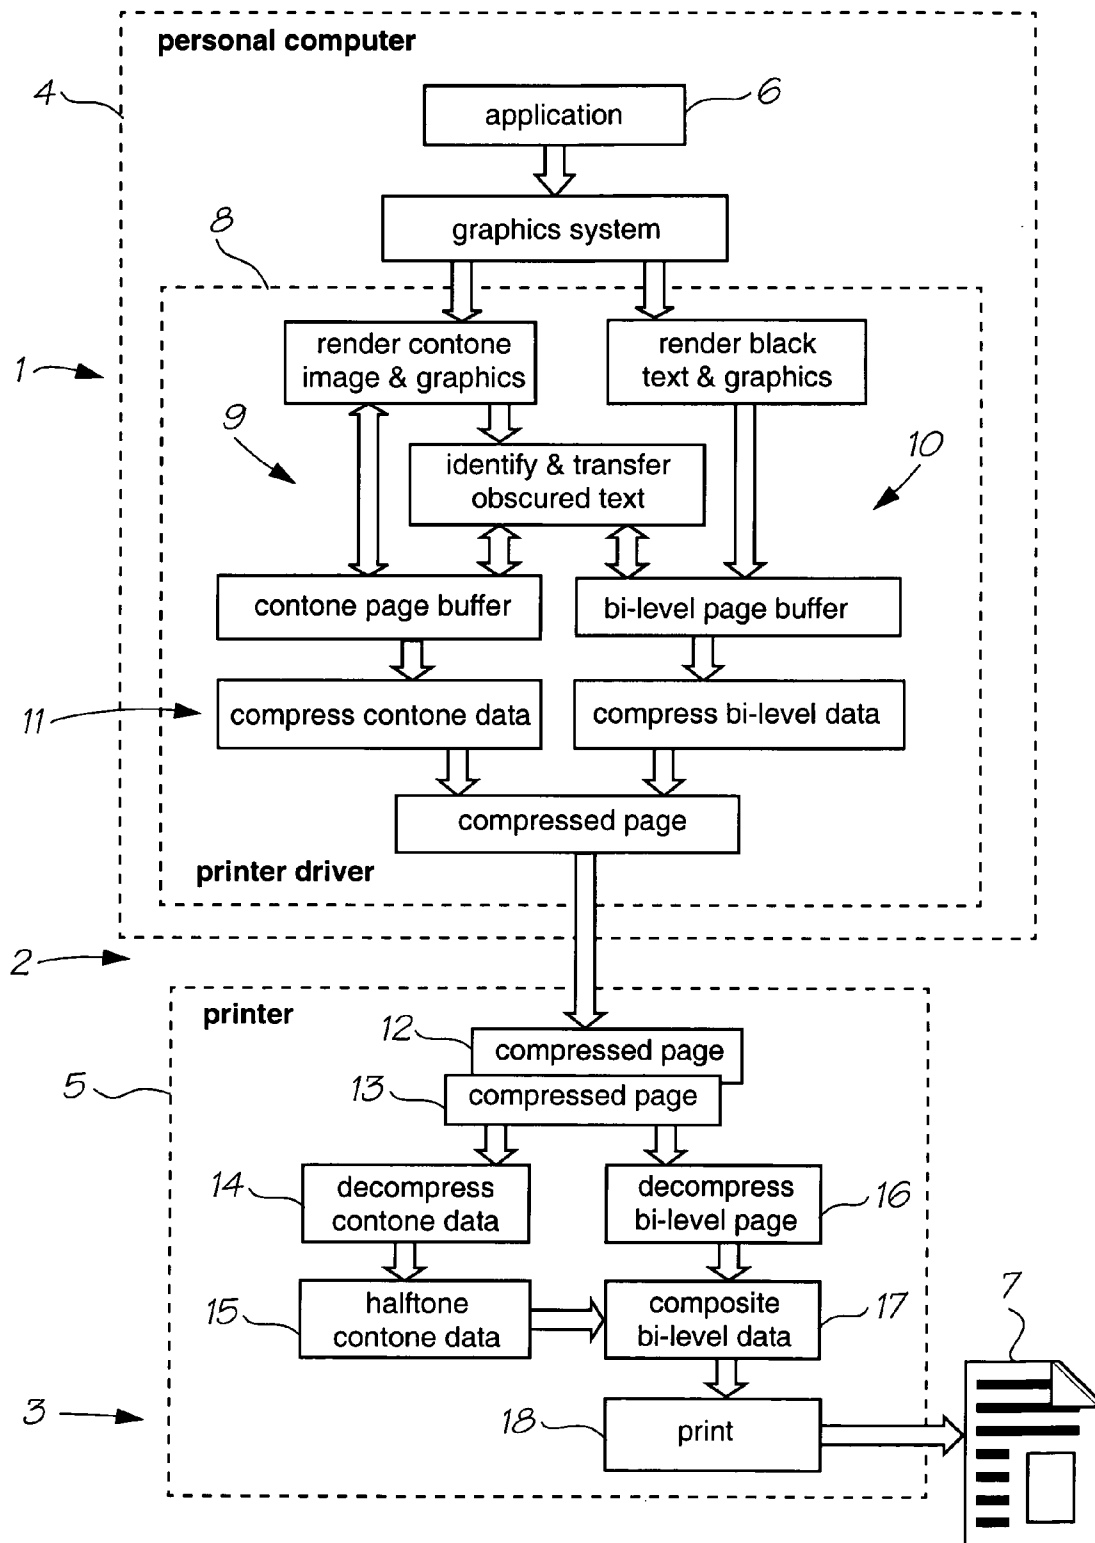 personal computer
4
application
6
graphics system
8
1
render contone
image & graphics
render black
text & graphics
9
identify & transfer
obscured text
10
contone page buffer
bi-level page buffer
11
compress contone data
compress bi-level data
compressed page
printer driver
2
printer
12
compressed page
5
13
compressed page
14
decompress
contone data
decompress
bi-level page
16
15
halftone
contone data
composite
bi-level data
17
7
3
18
print